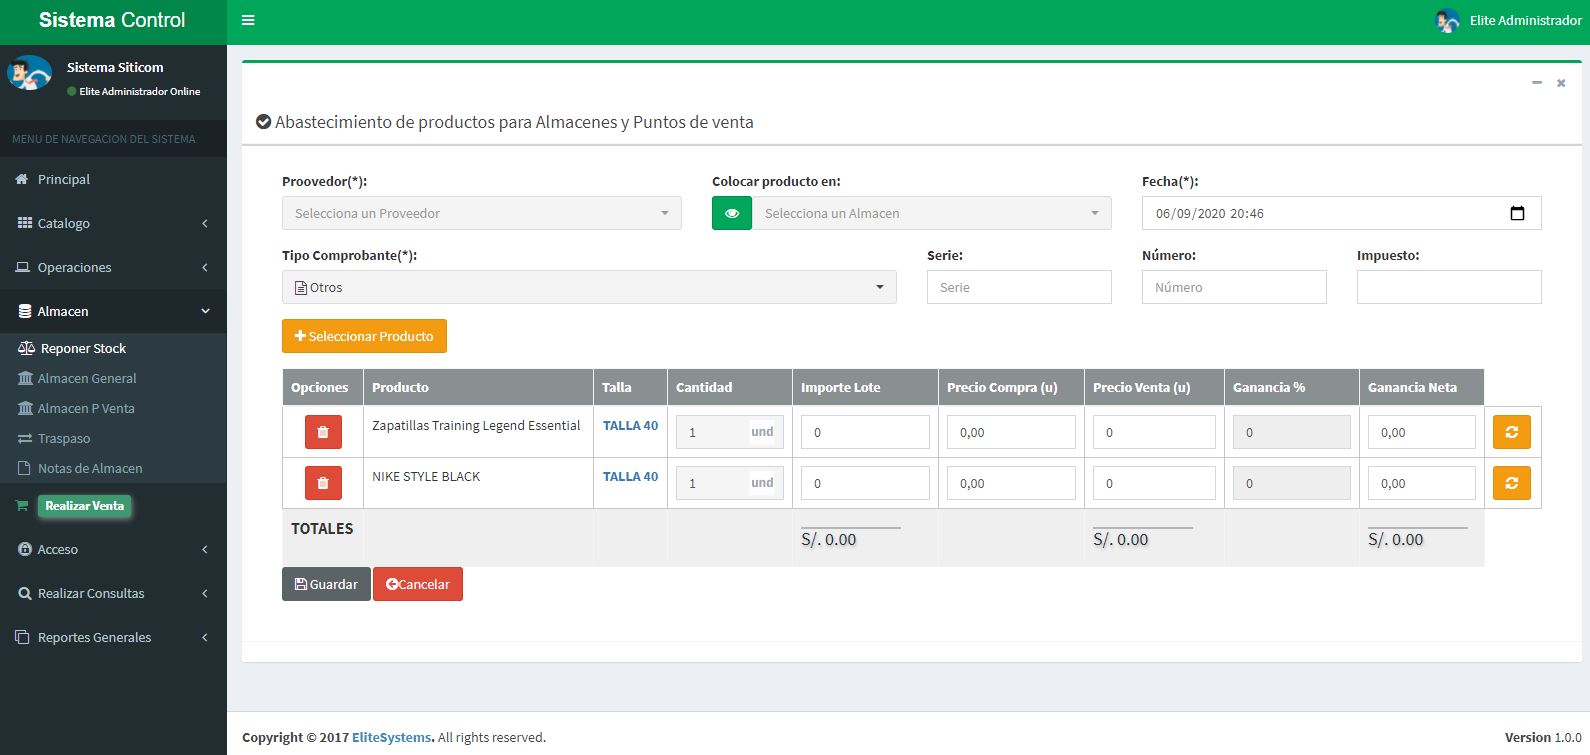 Sistema Control
Elite Administrador
Sistema Siticom
Elite Administrador Online
MENU DE NAVEGACION DEL SISTEMA
Principal
Catalogo
Operaciones
Almacen
Reponer Stock
Almacen General
Almacen P Venta
Traspaso
Notas de Almacen
Realizar Venta
Acceso
Realizar Consultas
Reportes Generales
Abastecimiento de productos para Almacenes y Puntos de venta
Proovedor(*): Colocar producto en: Fecha(*):
Selecciona un Proveedor Selecciona un Almacen 06/09/2020 20:46
Tipo Comprobante(*): Serie: Número: Impuesto:
Otros Serie Número
Seleccionar Producto
Opciones Producto Talla Cantidad Importe Lote Precio Compra (u) Precio Venta (u) Ganancia % Ganancia Neta
Zapatillas Training Legend Essential TALLA 40 1 und 0 0,00 0 0 0,00
NIKE STYLE BLACK TALLA 40 1 und 0 0,00 0 0 0,00
TOTALES S/. 0.00 S/. 0.00 S/. 0.00
Guardar Cancelar
Copyright © 2017 EliteSystems. All rights reserved. Version 1.0.0